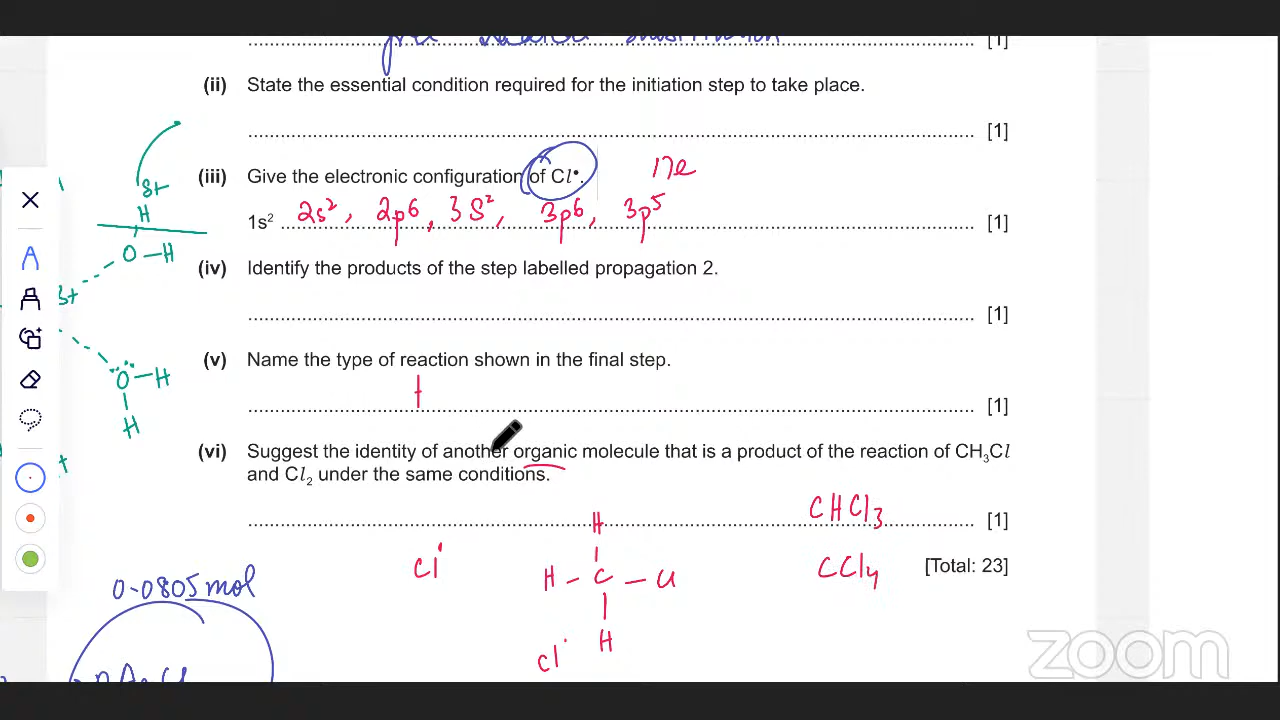 free radical substitution
[1]
(ii) State the essential condition required for the initiation step to take place.
[1]
(iii) Give the electronic configuration of Cl•. 17e
1s² 2s², 2p6, 3s², 3p6, 3p5 [1]
(iv) Identify the products of the step labelled propagation 2.
[1]
(v) Name the type of reaction shown in the final step.
[1]
(vi) Suggest the identity of another organic molecule that is a product of the reaction of CH₃Cl
and Cl₂ under the same conditions.
CHCl3 [1]
CCl4 [Total: 23]
Cl•
H
H – C – Cl
H
Cl•
0.0805 mol
δ+
H
O – H
δ+
O – H
H
zoom